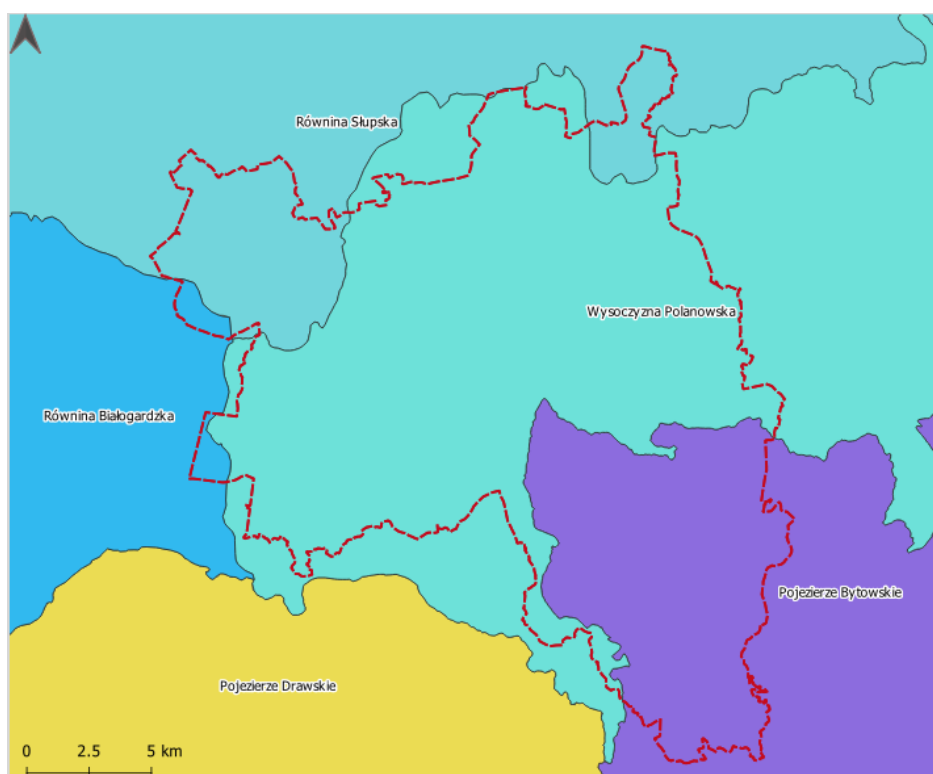 Równina Słupska
Wysoczyzna Polanowska
Równina Białogardzka
Pojezierze Bytowskie
Pojezierze Drawskie
0 2.5 5 km